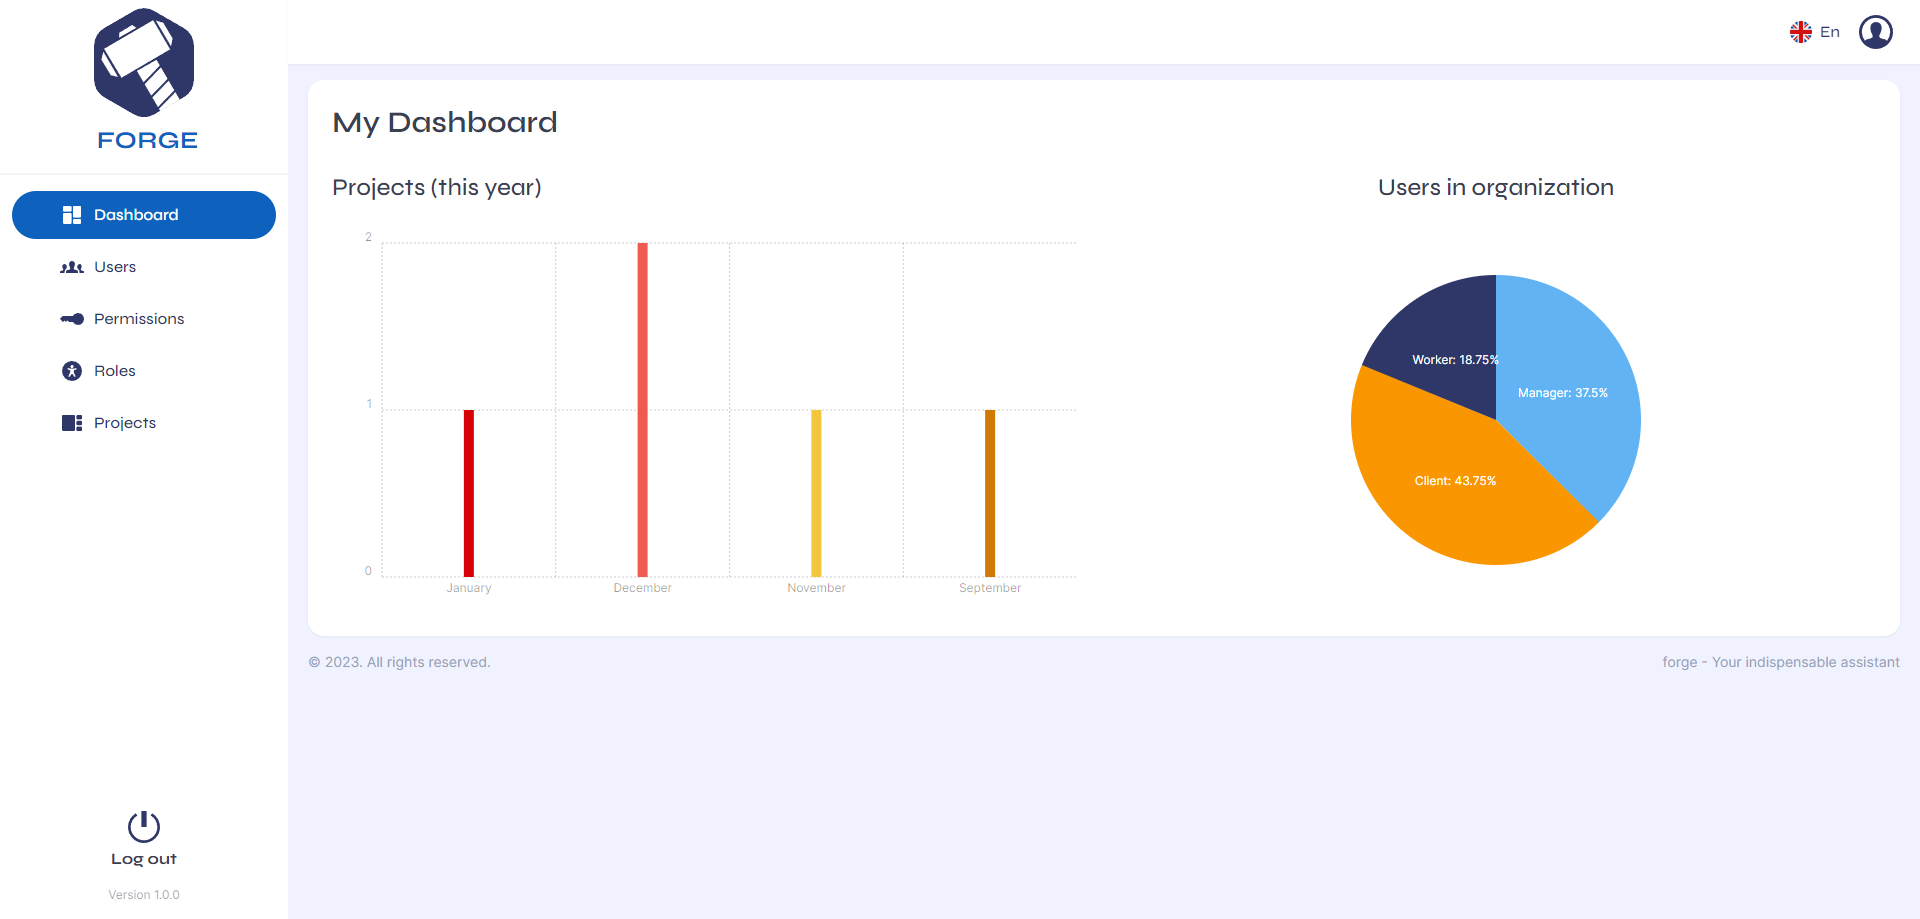 FORGE
Dashboard
Users
Permissions
Roles
Projects
Log out
Version 1.0.0
En
My Dashboard
Projects (this year)
2
1
0
January
December
November
September
Users in organization
Worker: 18.75%
Manager: 37.5%
Client: 43.75%
© 2023. All rights reserved.
forge - Your indispensable assistant